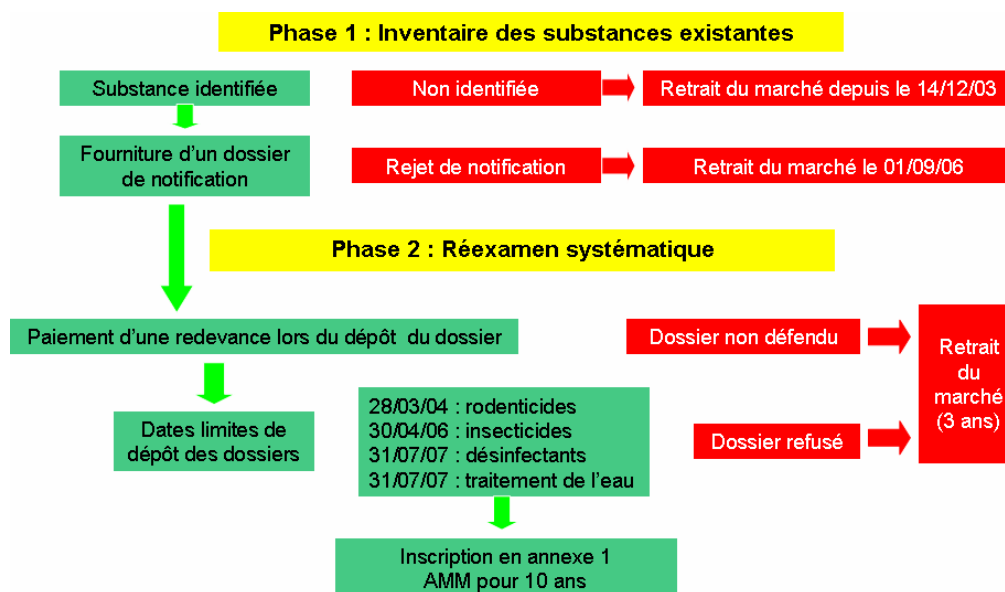 Phase 1 : Inventaire des substances existantes
Substance identifiée
Non identifiée
Retrait du marché depuis le 14/12/03
Fourniture d’un dossier
de notification
Rejet de notification
Retrait du marché le 01/09/06
Phase 2 : Réexamen systématique
Paiement d’une redevance lors du dépôt du dossier
Dossier non défendu
Retrait
du
marché
(3 ans)
Dates limites de
dépôt des dossiers
28/03/04 : rodenticides
30/04/06 : insecticides
31/07/07 : désinfectants
31/07/07 : traitement de l’eau
Dossier refusé
Inscription en annexe 1
AMM pour 10 ans